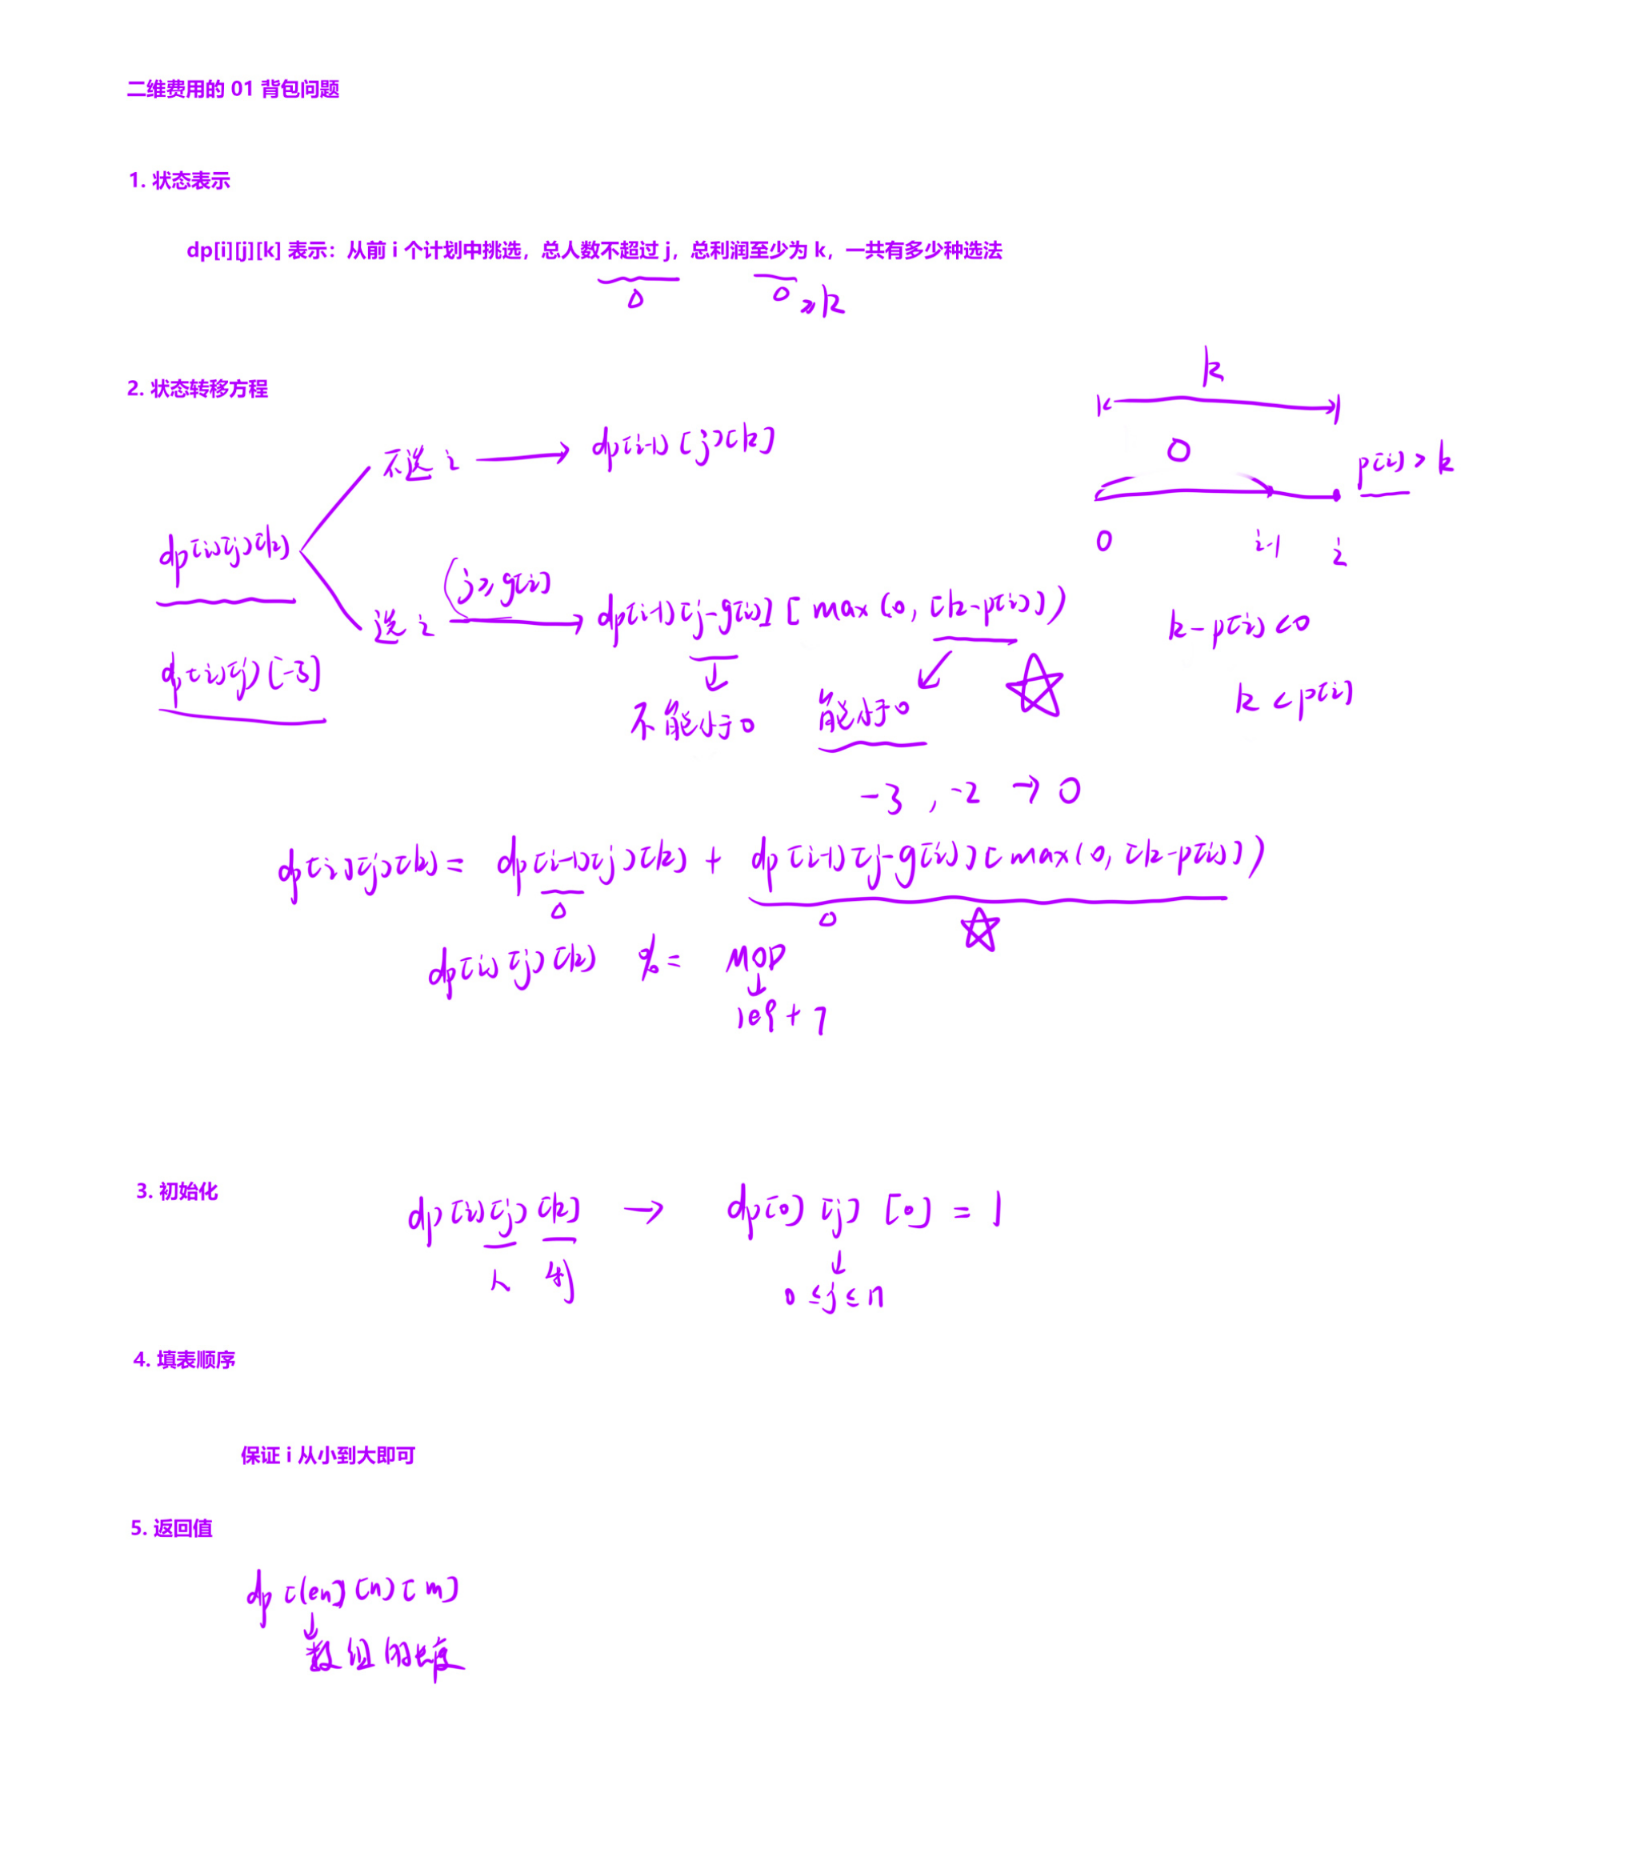 二维费用的 01 背包问题
1. 状态表示
dp[i][j][k] 表示：从前 i 个计划中挑选，总人数不超过 j，总利润至少为 k，一共有多少种选法
≥k
2. 状态转移方程
k
不选 i → dp[i-1][j][k]
0
p[i] > k
dp[i][j][k]
0 i-1 i
(j ≥ g[i])
选 i → dp[i-1][j-g[i]][max(0, [k-p[i]])
k-p[i] < 0
dp[i][j][-3]
k < p[i]
不能小于0 能小于0
-3 , -2 → 0
dp[i][j][k] = dp[i-1][j][k] + dp[i-1][j-g[i]][max(0, [k-p[i]])
dp[i][j][k] %= MOD
1e9 + 7
3. 初始化
dp[i][j][k] → dp[0][j][0] = 1
人 利
0 ≤ j ≤ n
4. 填表顺序
保证 i 从小到大即可
5. 返回值
dp[len][n][m]
数组的长度